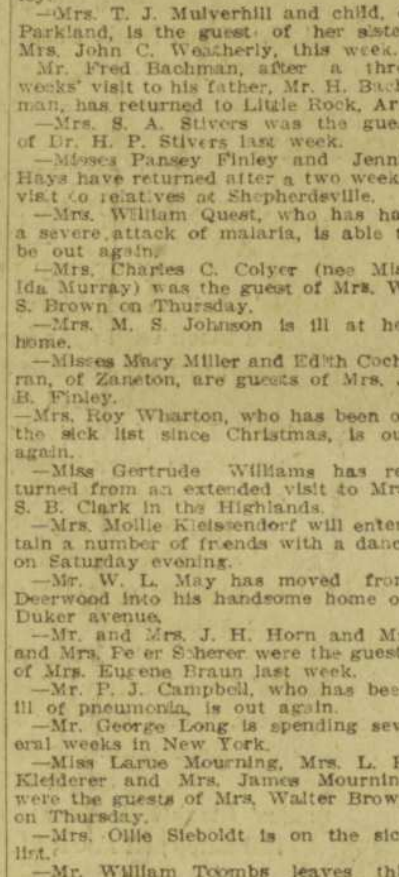 —Mrs. T. J. Mulverhill and child,
Parkland, is the guest of her siste
Mrs. John C. Weatherly, this week.
Mr. Fred Bachman, after a thre
weeks' visit to his father, Mr. H. Bach
man, has returned to Little Rock, Ar
—Mrs. S. A. Stivers was the gue
of Dr. H. P. Stivers last week.
—Misses Pansey Finley and Jenn
Hays have returned after a two week
visit to relatives at Shepherdsville.
—Mrs. William Quest, who has ha
a severe attack of malaria, is able t
be out again.
—Mrs. Charles C. Colyer (nee Mis
Ida Murray) was the guest of Mrs. W
S. Brown on Thursday.
—Mrs. M. S. Johnson is ill at he
home.
—Misses Mary Miller and Edith Coch
ran, of Zaneton, are guests of Mrs. J
B. Finley.
—Mrs. Roy Wharton, who has been o
the sick list since Christmas, is ou
again.
—Miss Gertrude Williams has re
turned from an extended visit to Mr
S. B. Clark in the Highlands.
—Mrs. Mollie Kleissendorf will enter
tain a number of friends with a danc
on Saturday evening.
—Mr. W. L. May has moved from
Deerwood into his handsome home o
Duker avenue.
—Mr. and Mrs. J. H. Horn and M
and Mrs. Pe er Scherer were the guest
of Mrs. Eugene Braun last week.
—Mr. P. J. Campbell, who has bee
ill of pneumonia, is out again.
—Mr. George Long is spending sev
eral weeks in New York.
—Miss Larue Mourning, Mrs. L. 
Kleiderer and Mrs. James Mournin
were the guests of Mrs. Walter Brow
on Thursday.
—Mrs. Ollie Sieboldt is on the sic
list.
—Mr. William Toombs leaves thi